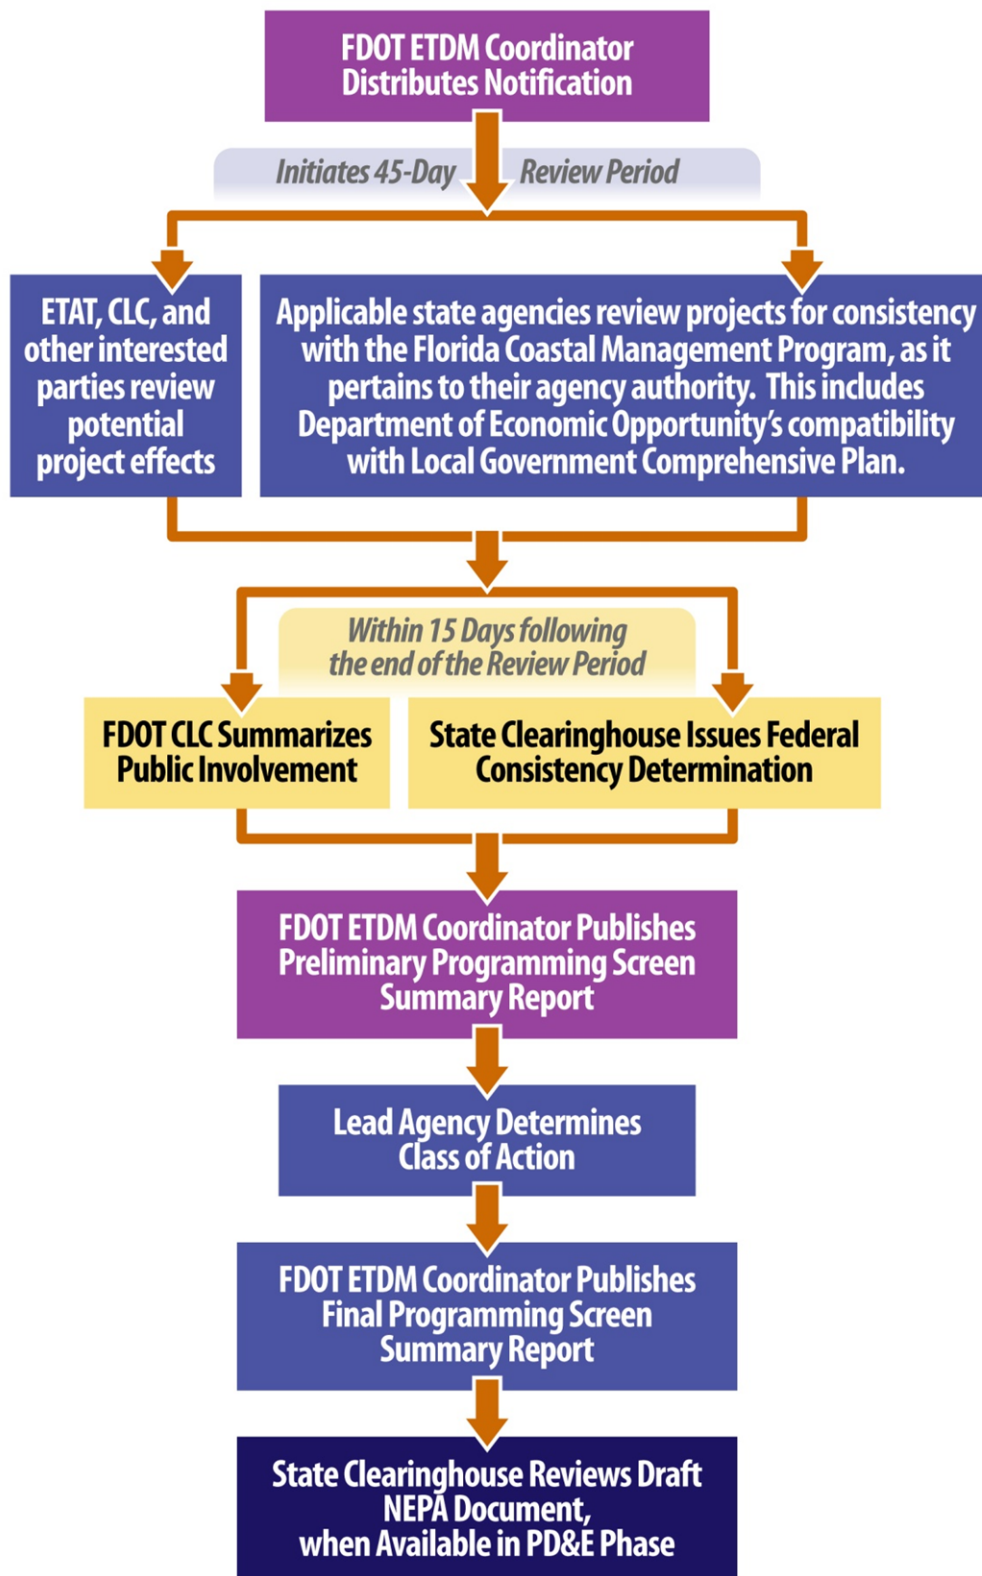 FDOT ETDM Coordinator
Distributes Notification
Initiates 45-Day Review Period
ETAT, CLC, and
other interested
parties review
potential
project effects
Applicable state agencies review projects for consistency
with the Florida Coastal Management Program, as it
pertains to their agency authority.  This includes
Department of Economic Opportunity's compatibility
with Local Government Comprehensive Plan.
Within 15 Days following
the end of the Review Period
FDOT CLC Summarizes
Public Involvement
State Clearinghouse Issues Federal
Consistency Determination
FDOT ETDM Coordinator Publishes
Preliminary Programming Screen
Summary Report
Lead Agency Determines
Class of Action
FDOT ETDM Coordinator Publishes
Final Programming Screen
Summary Report
State Clearinghouse Reviews Draft
NEPA Document,
when Available in PD&E Phase